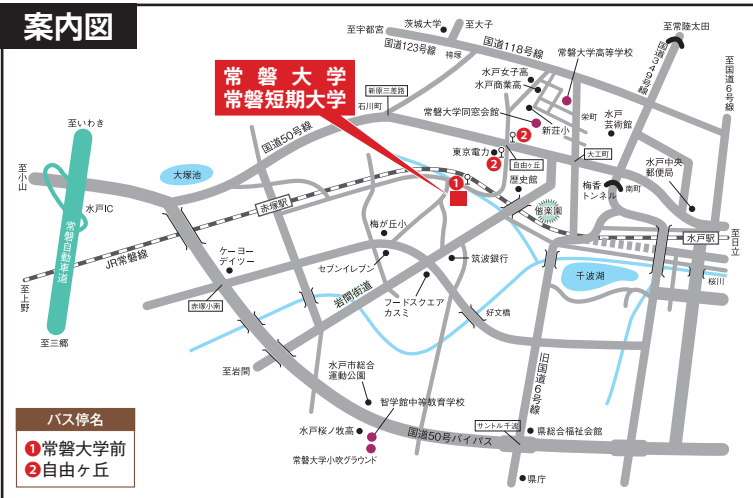 案内図
至宇都宮
茨城大学
至大子
至常陸太田
国道123号線
袴塚
国道118号線
国道349号線
至国道6号線
常磐大学高等学校
水戸女子高
水戸商業高
常磐大学
常磐短期大学
新原三差路
石川町
常磐大学同窓会館
新荘小
栄町
水戸
芸術館
至いわき
国道50号線
東京電力
2
2
自由ヶ丘
大工町
水戸中央
郵便局
至小山
大塚池
1
歴史館
梅香
トンネル
南町
水戸IC
赤塚駅
偕楽園
常磐自動車道
JR常磐線
梅が丘小
水戸駅
至日立
ケーヨー
デイツー
セブンイレブン
筑波銀行
千波湖
桜川
至上野
赤塚小南
岩間街道
フードスクエア
カスミ
好文橋
至三郷
至岩間
水戸市総合
運動公園
旧国道6号線
智学館中等教育学校
バス停名
1常磐大学前
2自由ヶ丘
水戸桜ノ牧高
国道50号バイパス
サントル千波
県総合福祉会館
常磐大学小吹グラウンド
県庁